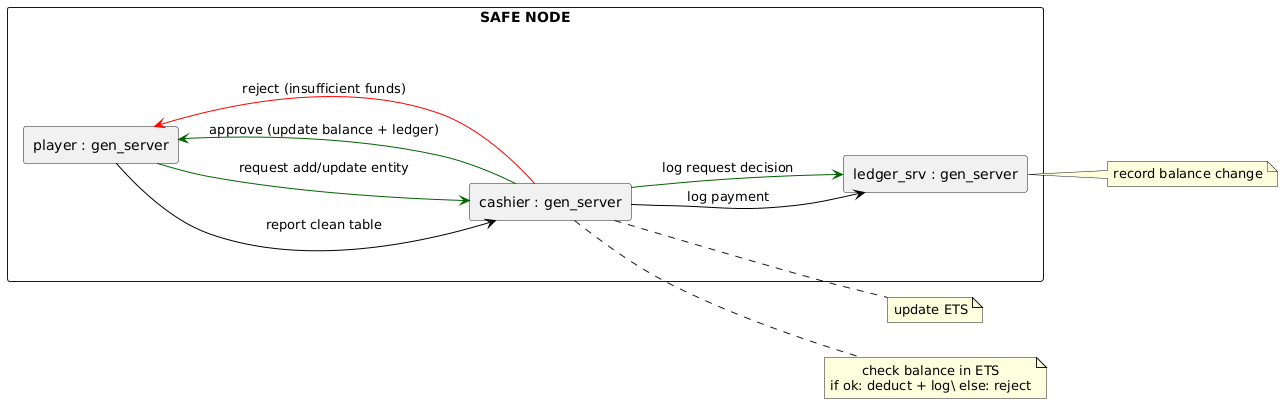 SAFE NODE
reject (insufficient funds)
approve (update balance + ledger)
player : gen_server
request add/update entity
log request decision
ledger_srv : gen_server
record balance change
cashier : gen_server
log payment
report clean table
update ETS
check balance in ETS
if ok: deduct + log\ else: reject